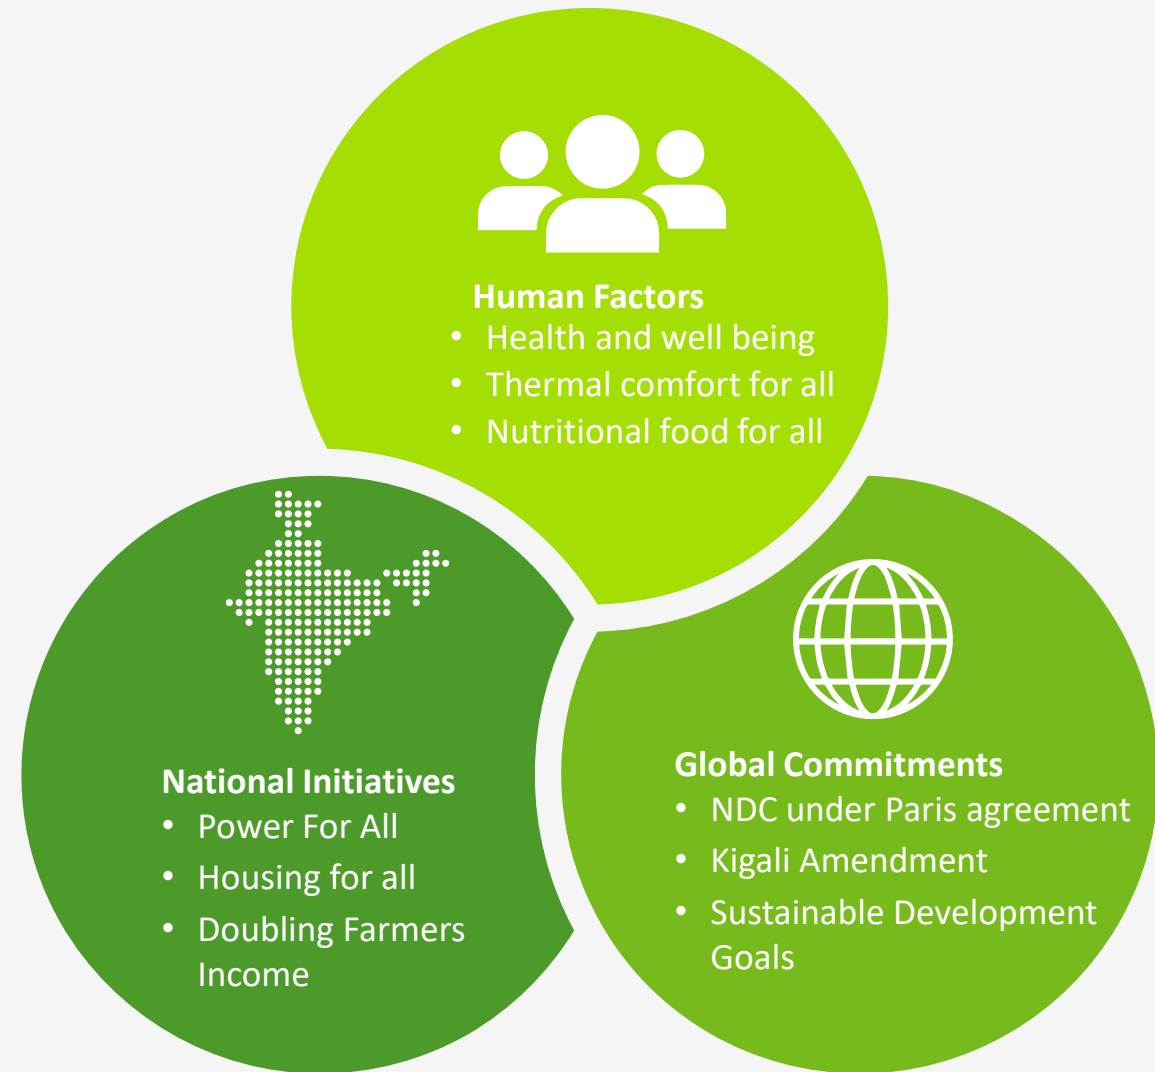 Human Factors
• Health and well being
• Thermal comfort for all
• Nutritional food for all
National Initiatives
• Power For All
• Housing for all
• Doubling Farmers
Income
Global Commitments
• NDC under Paris agreement
• Kigali Amendment
• Sustainable Development
Goals